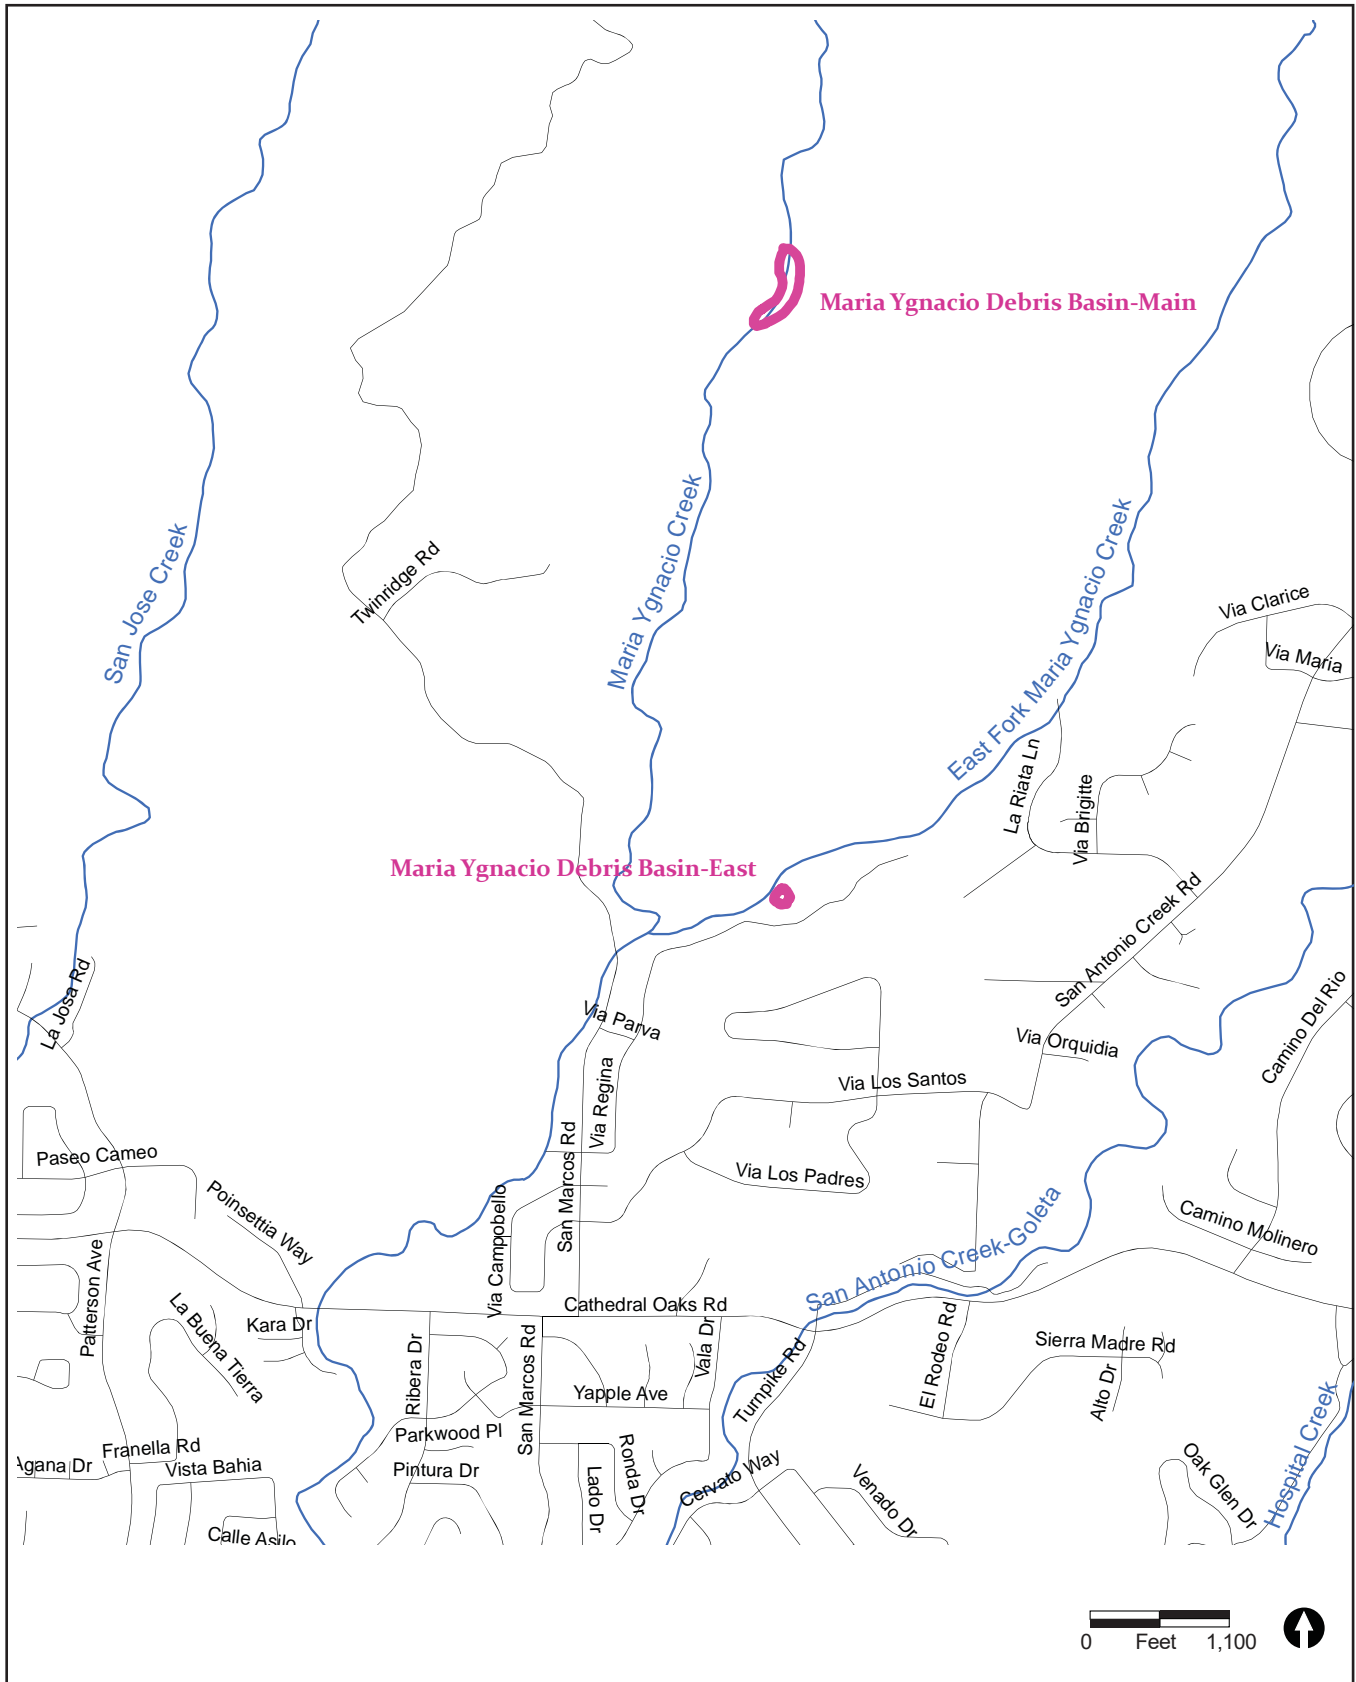 Maria Ygnacio Debris Basin-Main
San Jose Creek
Maria Ygnacio Creek
East Fork Maria Ygnacio Creek
Twinridge Rd
Via Clarice
Via Maria
La Riata Ln
Via Brigitte
Maria Ygnacio Debris Basin-East
San Antonio Creek Rd
La Josa Rd
Via Parva
Via Orquidia
Camino Del Rio
Via Regina
Via Los Santos
San Marcos Rd
Paseo Cameo
Via Los Padres
Poinsettia Way
Via Campobello
San Antonio Creek-Goleta
Camino Molinero
Patterson Ave
La Buena Tierra
Kara Dr
Cathedral Oaks Rd
Ribera Dr
San Marcos Rd
Vala Dr
Turnpike Rd
El Rodeo Rd
Sierra Madre Rd
Alto Dr
Yapple Ave
Hospital Creek
Parkwood Pl
Franella Rd
Agana Dr
Vista Bahia
Pintura Dr
Lado Dr
Ronda Dr
Cervato Way
Venado Dr
Oak Glen Dr
Calle Asilo
0 Feet 1,100